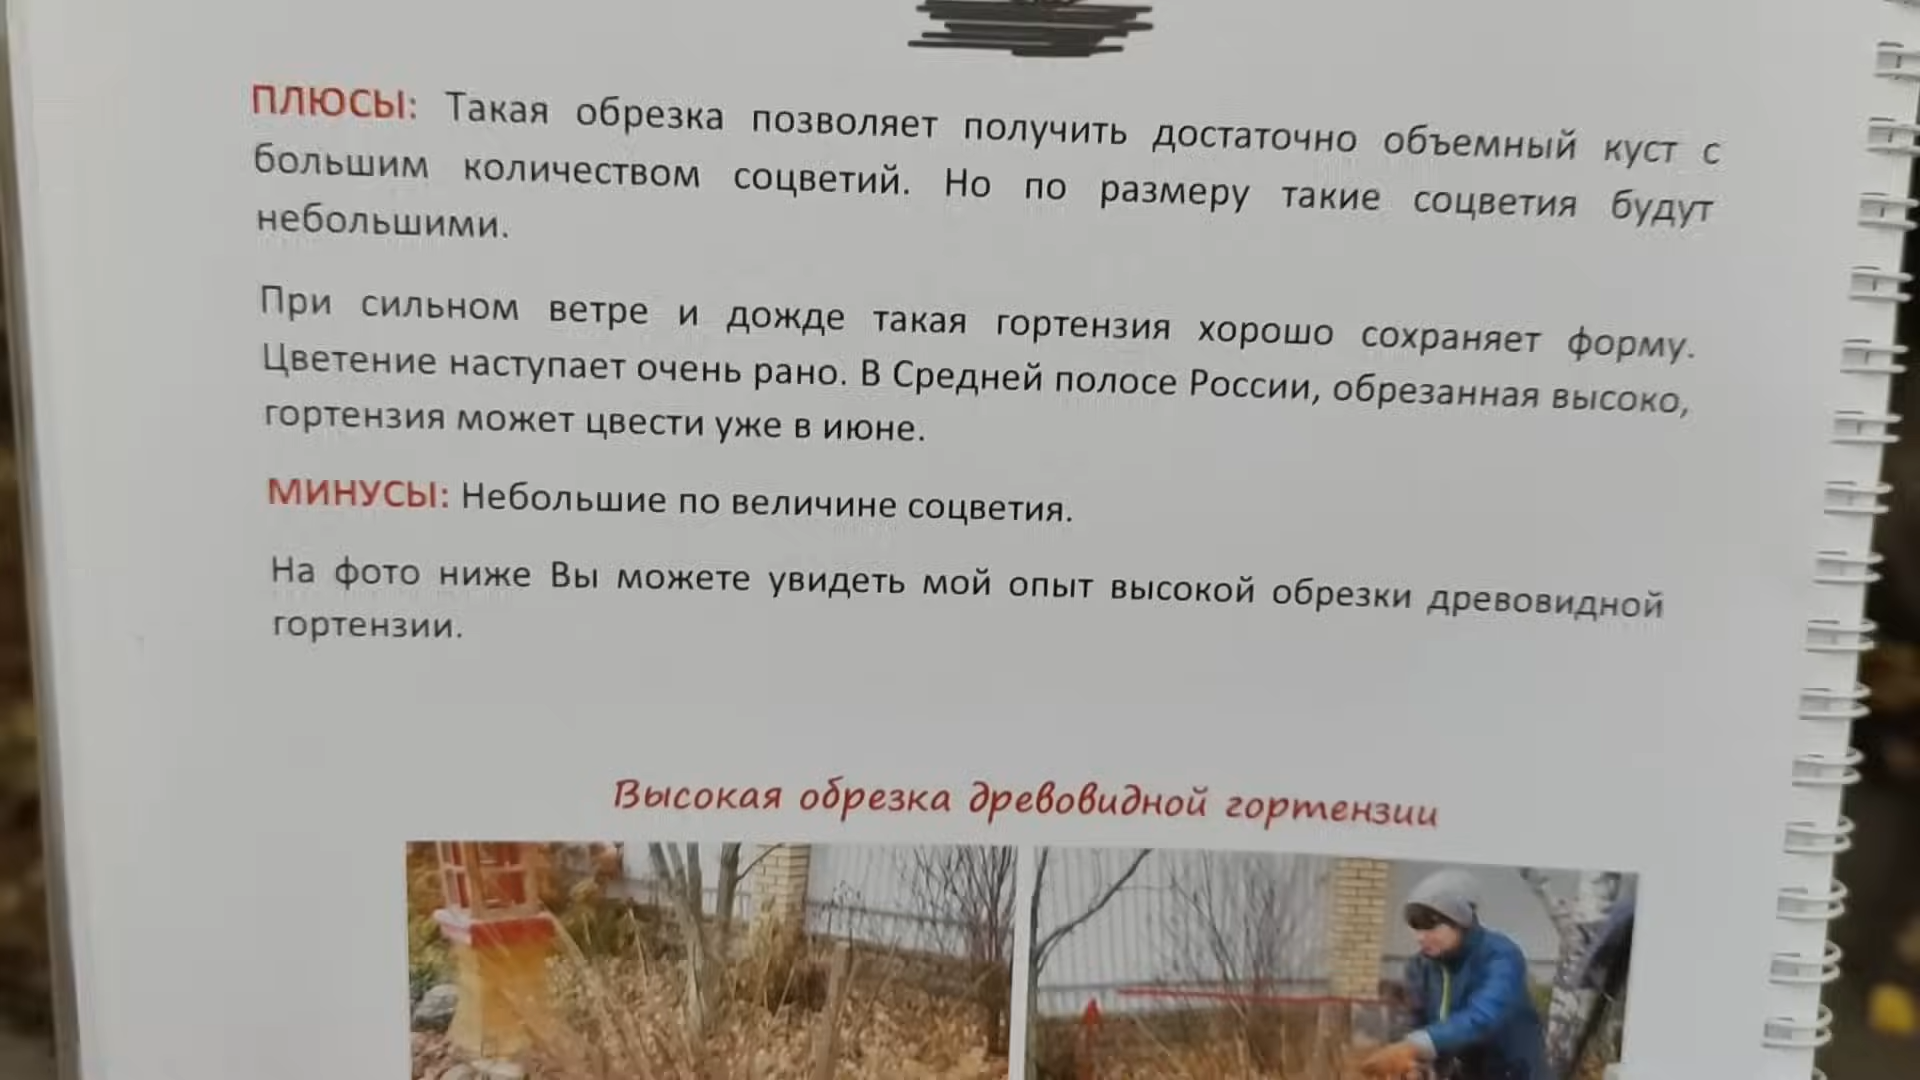 ПЛЮСЫ: Такая обрезка позволяет получить достаточно объемный куст с
большим количеством соцветий. Но по размеру такие соцветия будут
небольшими.
При сильном ветре и дожде такая гортензия хорошо сохраняет форму.
Цветение наступает очень рано. В Средней полосе России, обрезанная высоко,
гортензия может цвести уже в июне.
МИНУСЫ: Небольшие по величине соцветия.
На фото ниже Вы можете увидеть мой опыт высокой обрезки древовидной
гортензии.
Высокая обрезка древовидной гортензии